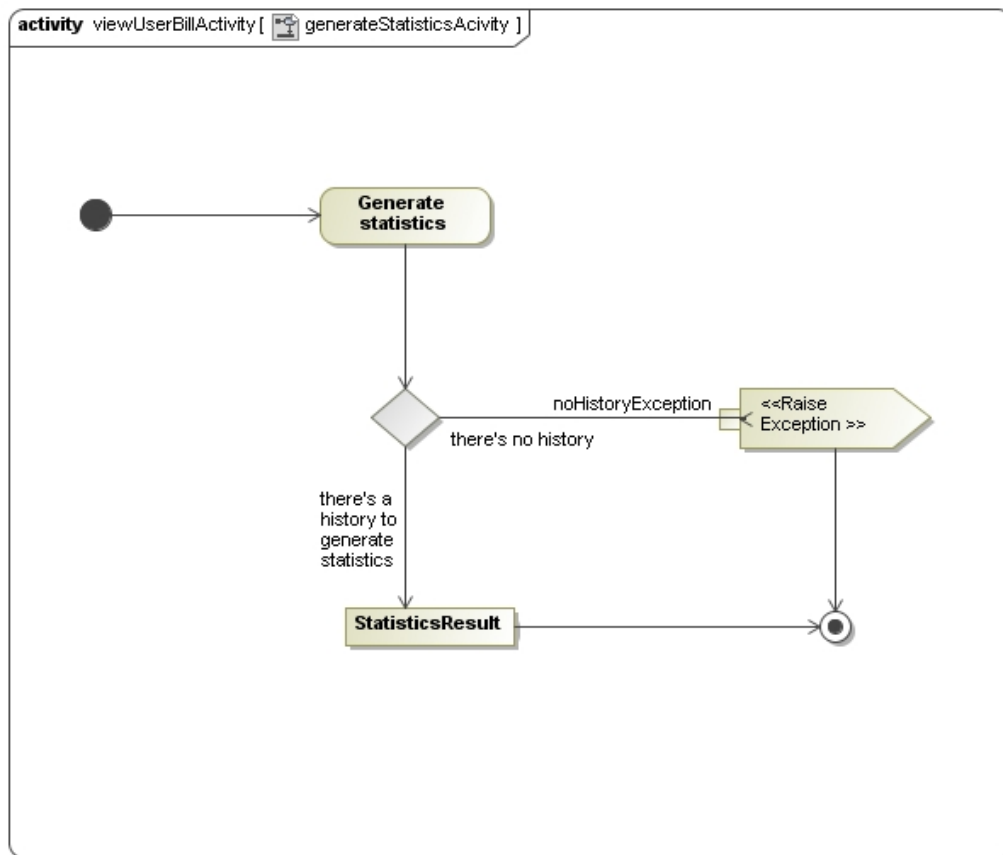 activity viewUserBillActivity [ generateStatisticsAcivity ]
Generate
statistics
noHistoryException
<<Raise
Exception >>
there's no history
there's a
history to
generate
statistics
StatisticsResult